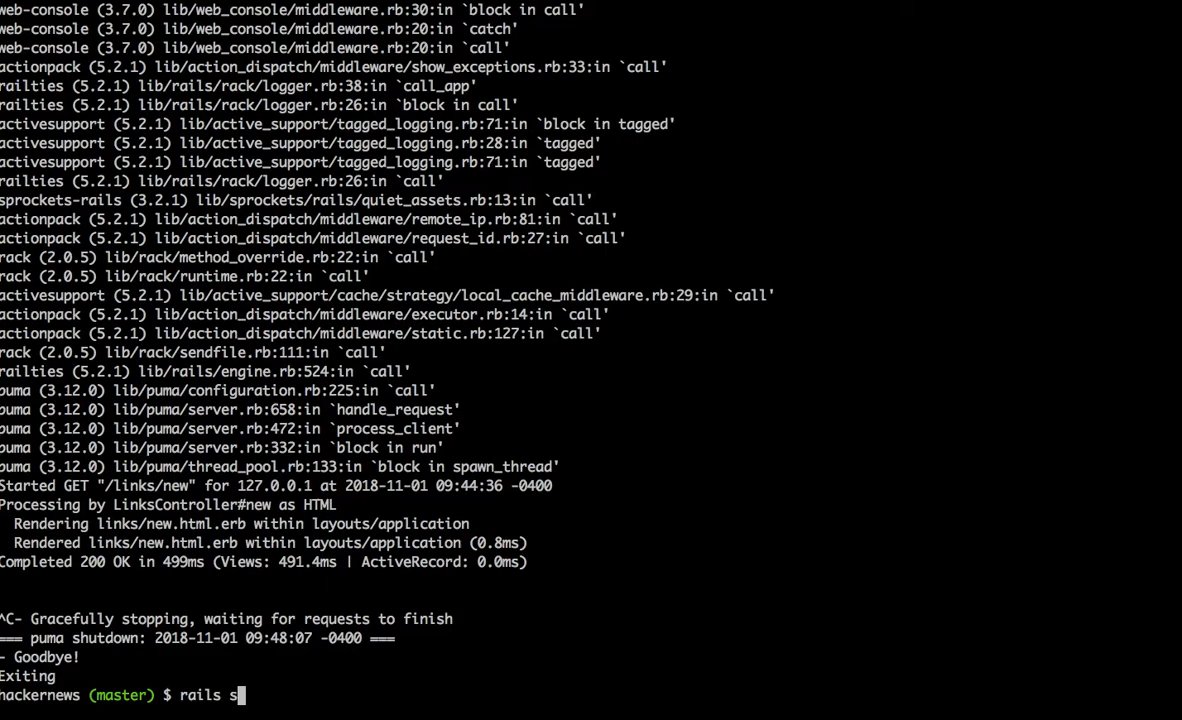 web-console (3.7.0) lib/web_console/middleware.rb:30:in `block in call'
web-console (3.7.0) lib/web_console/middleware.rb:20:in `catch'
web-console (3.7.0) lib/web_console/middleware.rb:20:in `call'
actionpack (5.2.1) lib/action_dispatch/middleware/show_exceptions.rb:33:in `call'
railties (5.2.1) lib/rails/rack/logger.rb:38:in `call_app'
railties (5.2.1) lib/rails/rack/logger.rb:26:in `block in call'
activesupport (5.2.1) lib/active_support/tagged_logging.rb:71:in `block in tagged'
activesupport (5.2.1) lib/active_support/tagged_logging.rb:28:in `tagged'
activesupport (5.2.1) lib/active_support/tagged_logging.rb:71:in `tagged'
railties (5.2.1) lib/rails/rack/logger.rb:26:in `call'
sprockets-rails (3.2.1) lib/sprockets/rails/quiet_assets.rb:13:in `call'
actionpack (5.2.1) lib/action_dispatch/middleware/remote_ip.rb:81:in `call'
actionpack (5.2.1) lib/action_dispatch/middleware/request_id.rb:27:in `call'
rack (2.0.5) lib/rack/method_override.rb:22:in `call'
rack (2.0.5) lib/rack/runtime.rb:22:in `call'
activesupport (5.2.1) lib/active_support/cache/strategy/local_cache_middleware.rb:29:in `call'
actionpack (5.2.1) lib/action_dispatch/middleware/executor.rb:14:in `call'
actionpack (5.2.1) lib/action_dispatch/middleware/static.rb:127:in `call'
rack (2.0.5) lib/rack/sendfile.rb:111:in `call'
railties (5.2.1) lib/rails/engine.rb:524:in `call'
puma (3.12.0) lib/puma/configuration.rb:225:in `call'
puma (3.12.0) lib/puma/server.rb:658:in `handle_request'
puma (3.12.0) lib/puma/server.rb:472:in `process_client'
puma (3.12.0) lib/puma/server.rb:332:in `block in run'
puma (3.12.0) lib/puma/thread_pool.rb:133:in `block in spawn_thread'
Started GET "/links/new" for 127.0.0.1 at 2018-11-01 09:44:36 -0400
Processing by LinksController#new as HTML
  Rendering links/new.html.erb within layouts/application
  Rendered links/new.html.erb within layouts/application (0.8ms)
Completed 200 OK in 499ms (Views: 491.4ms | ActiveRecord: 0.0ms)
^C- Gracefully stopping, waiting for requests to finish
=== puma shutdown: 2018-11-01 09:48:07 -0400 ===
- Goodbye!
Exiting
hackernews (master) $ rails s